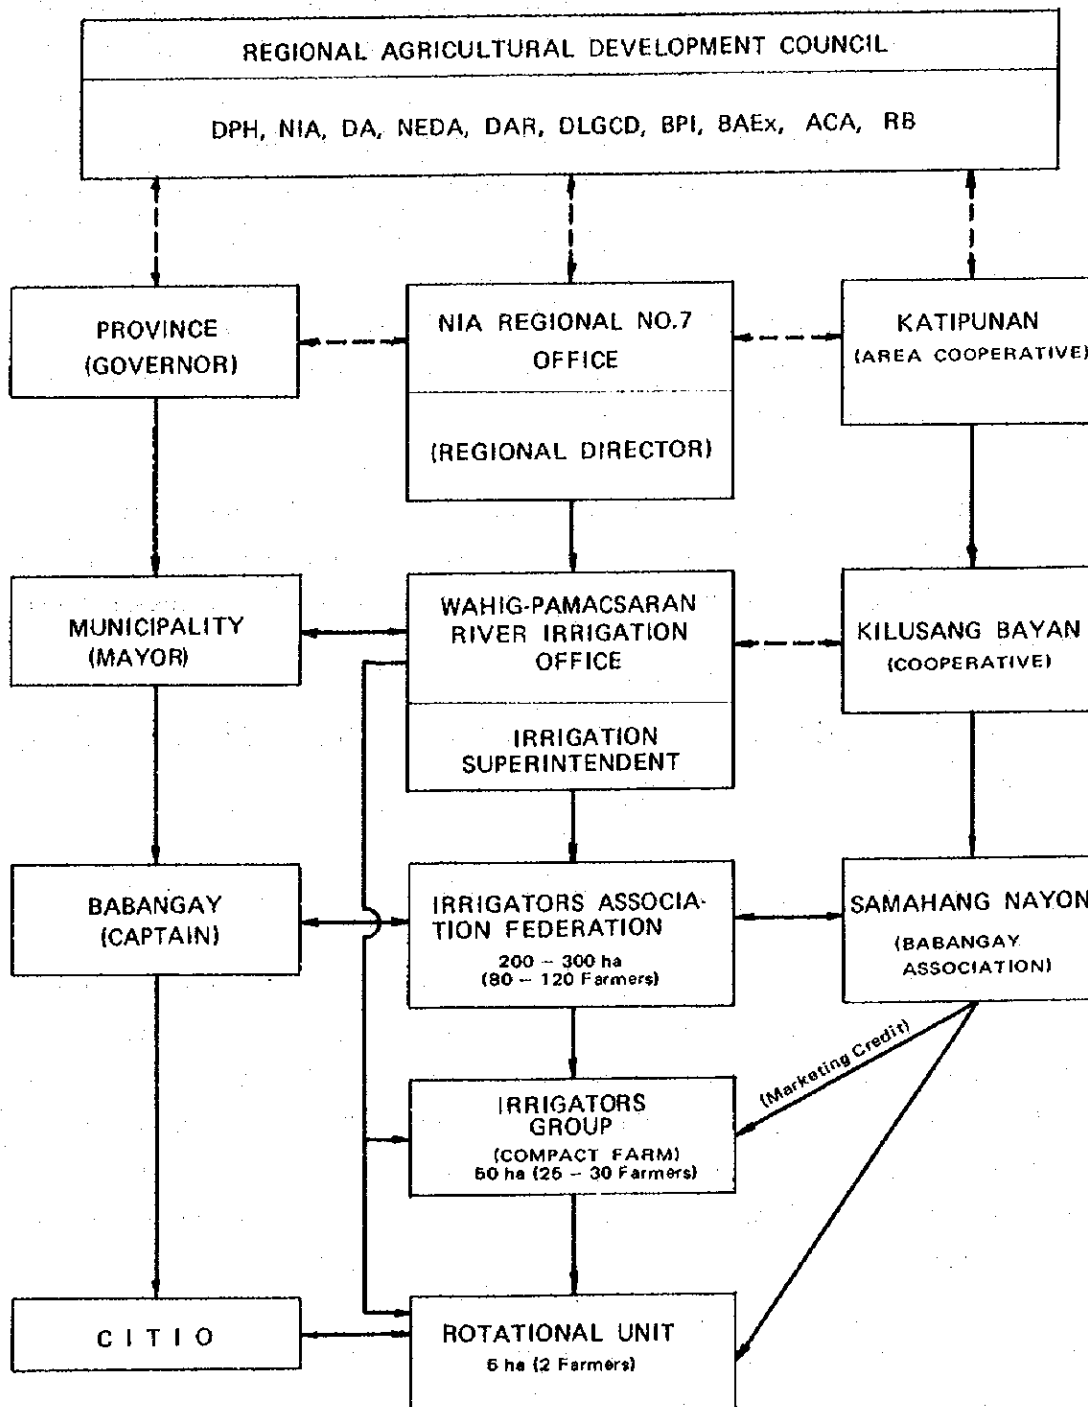 REGIONAL AGRICULTURAL DEVELOPMENT COUNCIL
DPH, NIA, DA, NEDA, DAR, DLGCD, BPI, BAEx, ACA, RB
PROVINCE
(GOVERNOR)
NIA REGIONAL NO.7
OFFICE
(REGIONAL DIRECTOR)
KATIPUNAN
(AREA COOPERATIVE)
MUNICIPALITY
(MAYOR)
WAHIG-PAMACSARAN
RIVER IRRIGATION
OFFICE
IRRIGATION
SUPERINTENDENT
KILUSANG BAYAN
(COOPERATIVE)
BABANGAY
(CAPTAIN)
IRRIGATORS ASSOCIA-
TION FEDERATION
200 – 300 ha
(80 – 120 Farmers)
SAMAHANG NAYON
(BABANGAY
ASSOCIATION)
(Marketing Credit)
IRRIGATORS
GROUP
(COMPACT FARM)
50 ha (25 – 30 Farmers)
CITIO
ROTATIONAL UNIT
5 ha (2 Farmers)